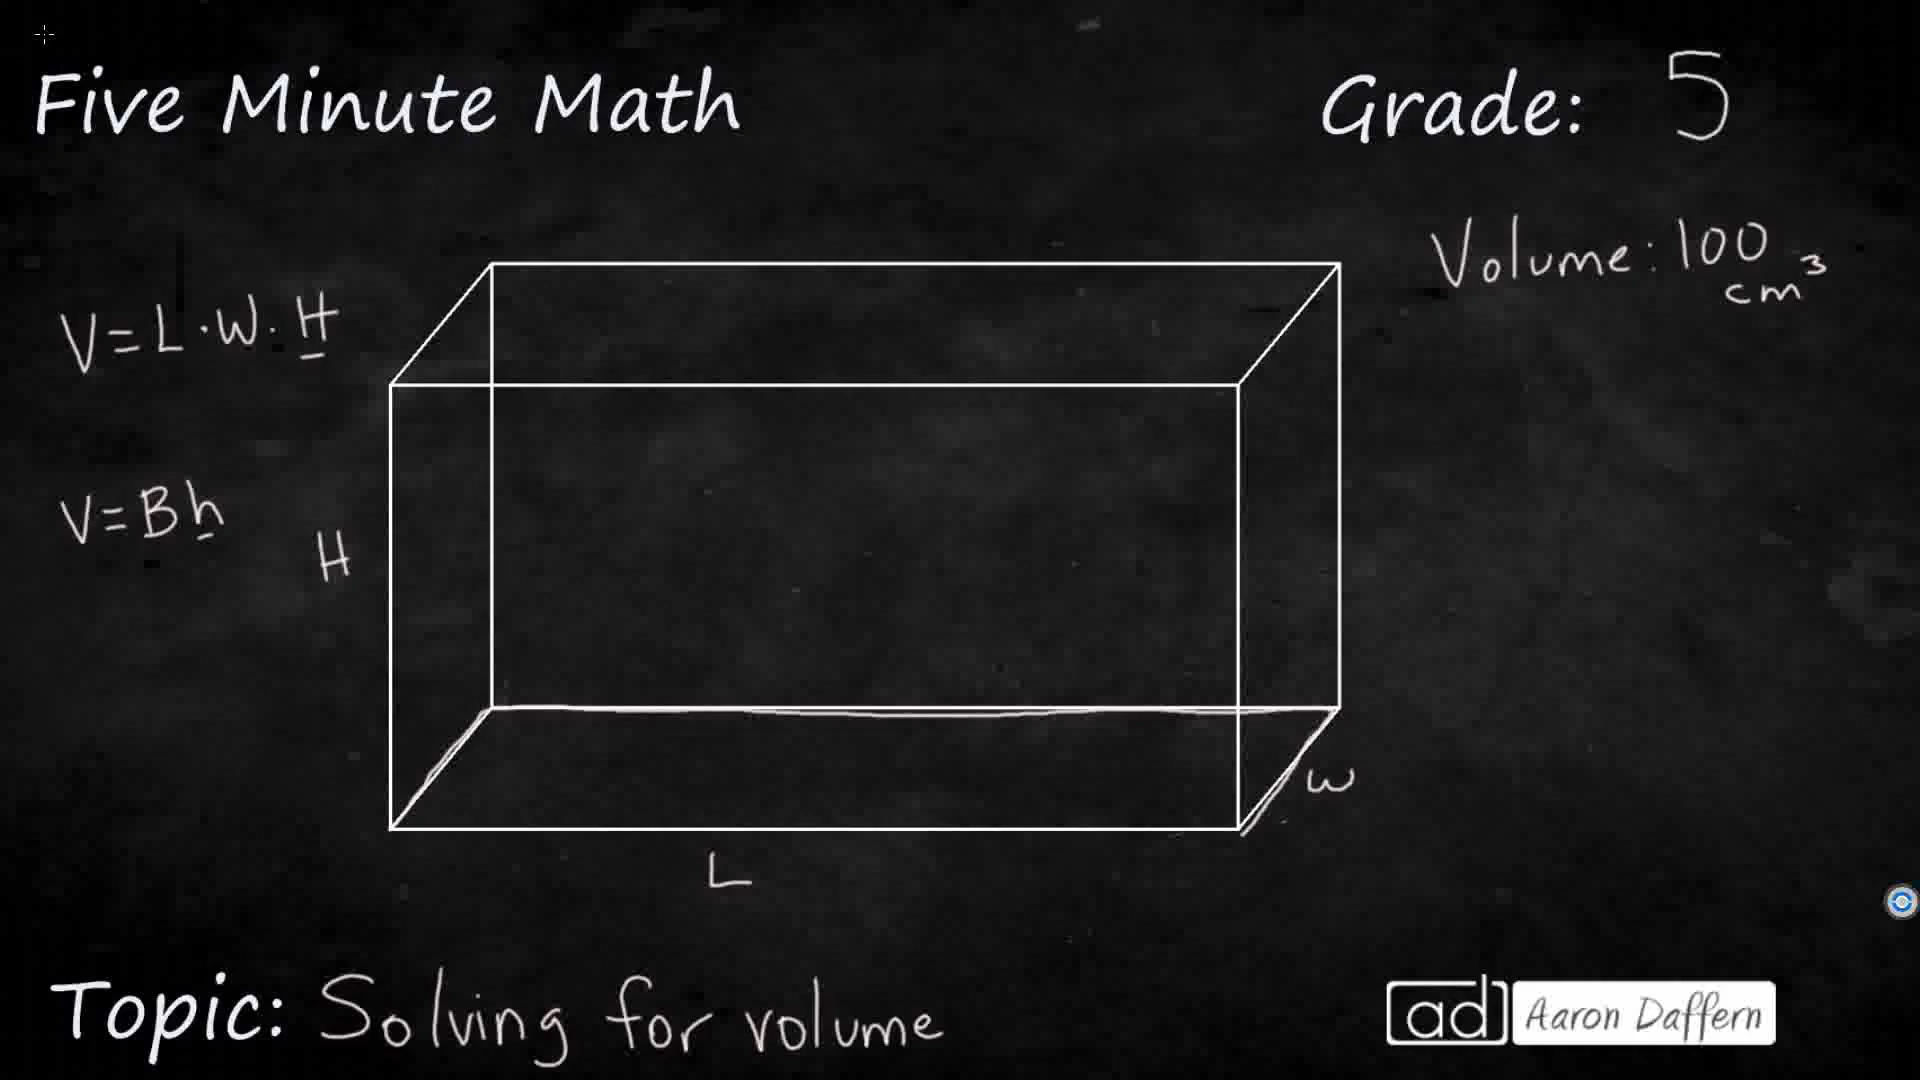 Five Minute Math
Grade: 5
Volume: 100
cm³
V=L·W·H
V=Bh
H
W
L
Topic: Solving for volume
ad Aaron Daffern